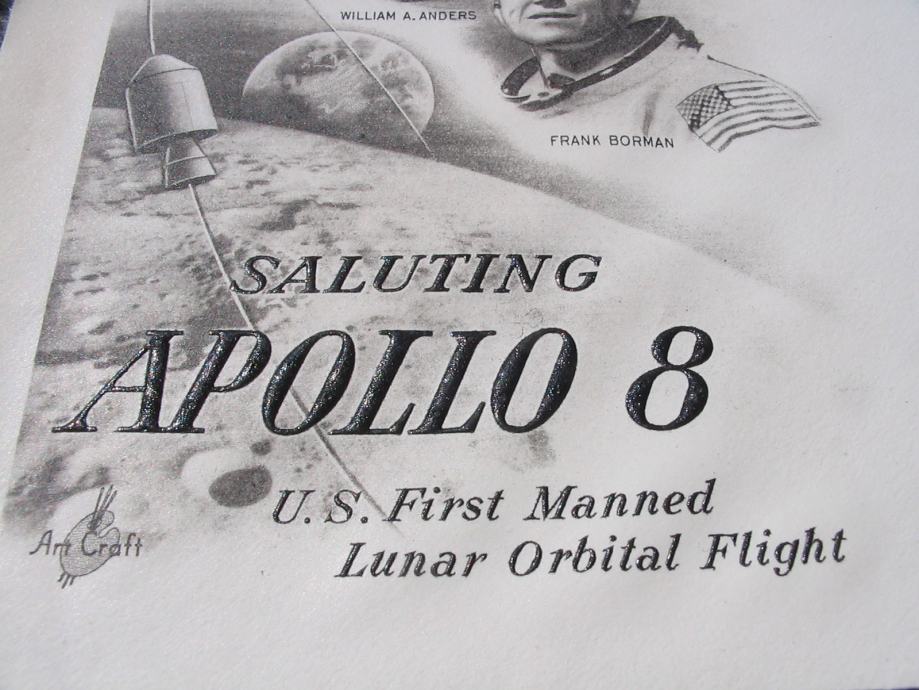 WILLIAM A. ANDERS
FRANK BORMAN
SALUTING
APOLLO 8
U.S. First Manned
Lunar Orbital Flight
Art Craft